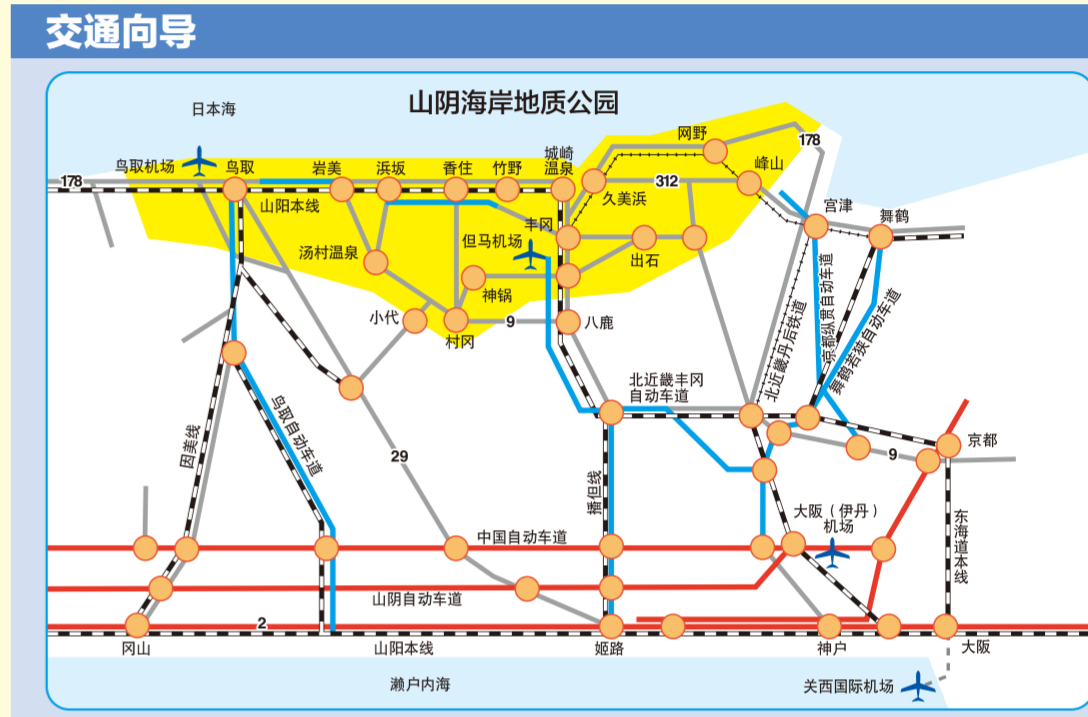 交通向导
山阴海岸地质公园
日本海
网野
178
城崎
温泉
鸟取机场
鸟取
岩美
浜坂
香住
竹野
峰山
178
312
山阳本线
久美浜
宫津
舞鹤
丰冈
但马机场
汤村温泉
出石
神锅
小代
9
八鹿
村冈
北近畿丹后铁道
京都纵贯自动车道
舞鹤若狭自动车道
北近畿丰冈
自动车道
鸟取自动车道
因美线
29
京都
9
播但线
大阪（伊丹）
机场
东海道本线
中国自动车道
山阴自动车道
2
冈山
山阳本线
姬路
神户
大阪
濑户内海
关西国际机场